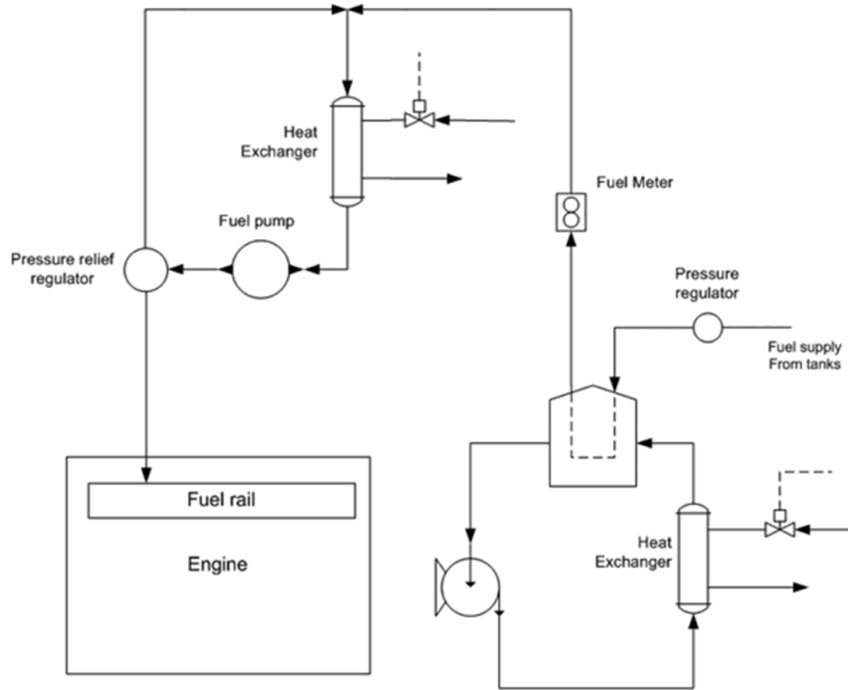 Heat
Exchanger
Fuel Meter
Fuel pump
Pressure relief
regulator
Pressure
regulator
Fuel supply
From tanks
Fuel rail
Engine
Heat
Exchanger